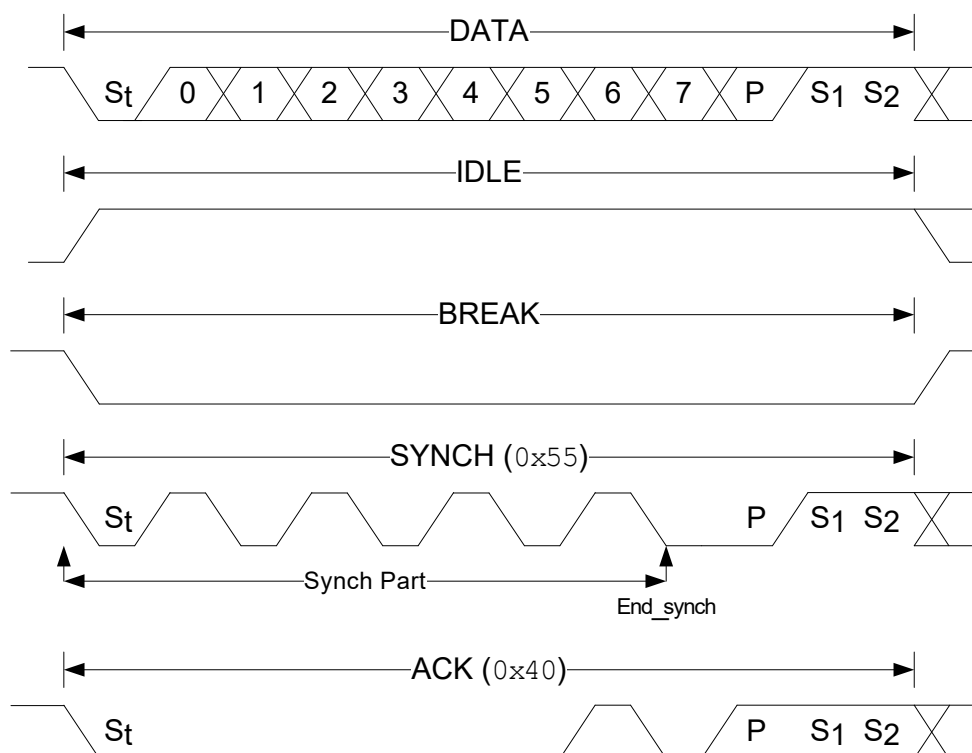 DATA
St 0 1 2 3 4 5 6 7 P S1 S2
IDLE
BREAK
SYNCH (0x55)
St P S1 S2
Synch Part
End_synch
ACK (0x40)
St P S1 S2